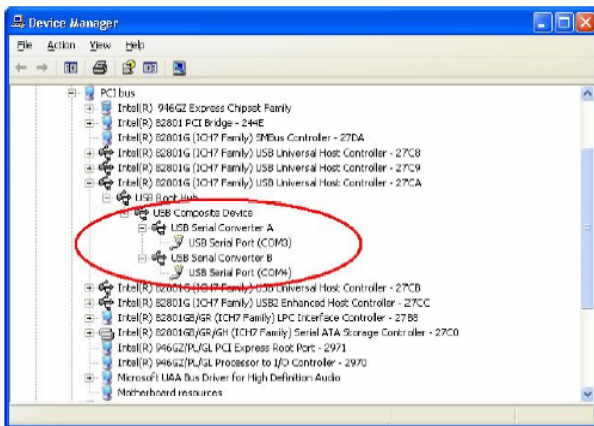 Device Manager
File Action View Help
PCI bus
Intel(R) 946GZ Express Chipset Family
Intel(R) 82801 PCI Bridge - 244E
Intel(R) 82801G (ICH7 Family) SMBus Controller - 27DA
Intel(R) 82801G (ICH7 Family) USB Universal Host Controller - 27C8
Intel(R) 82801G (ICH7 Family) USB Universal Host Controller - 27C9
Intel(R) 82801G (ICH7 Family) USB Universal Host Controller - 27CA
USB Root Hub
USB Composite Device
USB Serial Converter A
USB Serial Port (COM3)
USB Serial Converter B
USB Serial Port (COM4)
Intel(R) 82801G (ICH7 Family) USB Universal Host Controller - 27CB
Intel(R) 82801G (ICH7 Family) USB2 Enhanced Host Controller - 27CC
Intel(R) 82801GB/GR (ICH7 Family) LPC Interface Controller - 27B8
Intel(R) 82801GB/GR/GH (ICH7 Family) Serial ATA Storage Controller - 27C0
Intel(R) 946GZ/PL/GL PCI Express Root Port - 2971
Intel(R) 946GZ/PL/GL Processor to I/O Controller - 2970
Microsoft UAA Bus Driver for High Definition Audio
Motherboard resources